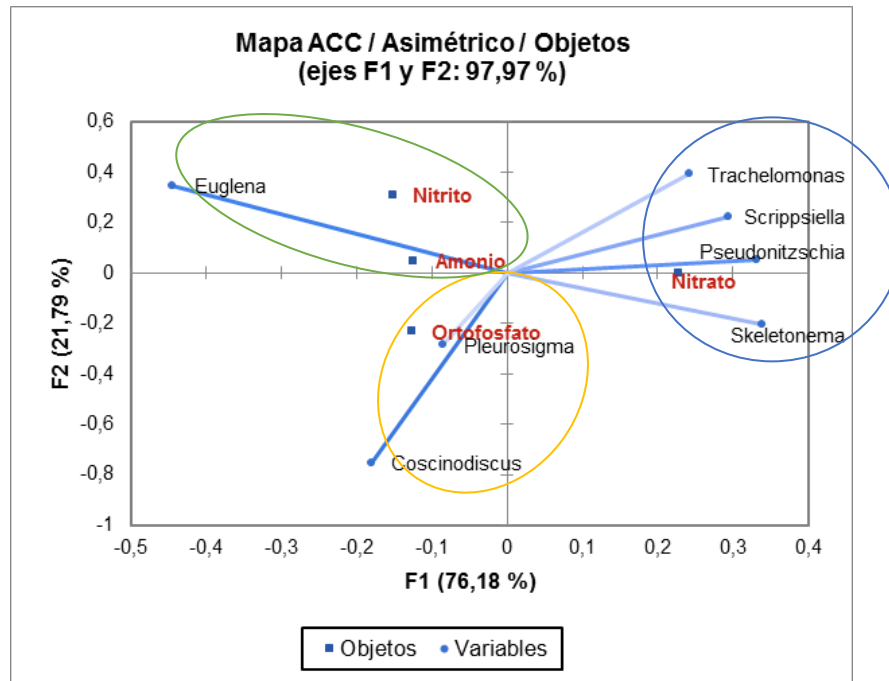 Mapa ACC / Asimétrico / Objetos
(ejes F1 y F2: 97,97 %)
0,6
0,4
0,2
0
-0,2
-0,4
-0,6
-0,8
-1
F2 (21,79 %)
Euglena
Nitrito
Amonio
Ortofosfato
Pleurosigma
Coscinodiscus
Trachelomonas
Scrippsiella
Pseudonitzschia
Nitrato
Skeletonema
-0,5 -0,4 -0,3 -0,2 -0,1 0 0,1 0,2 0,3 0,4
F1 (76,18 %)
Objetos Variables